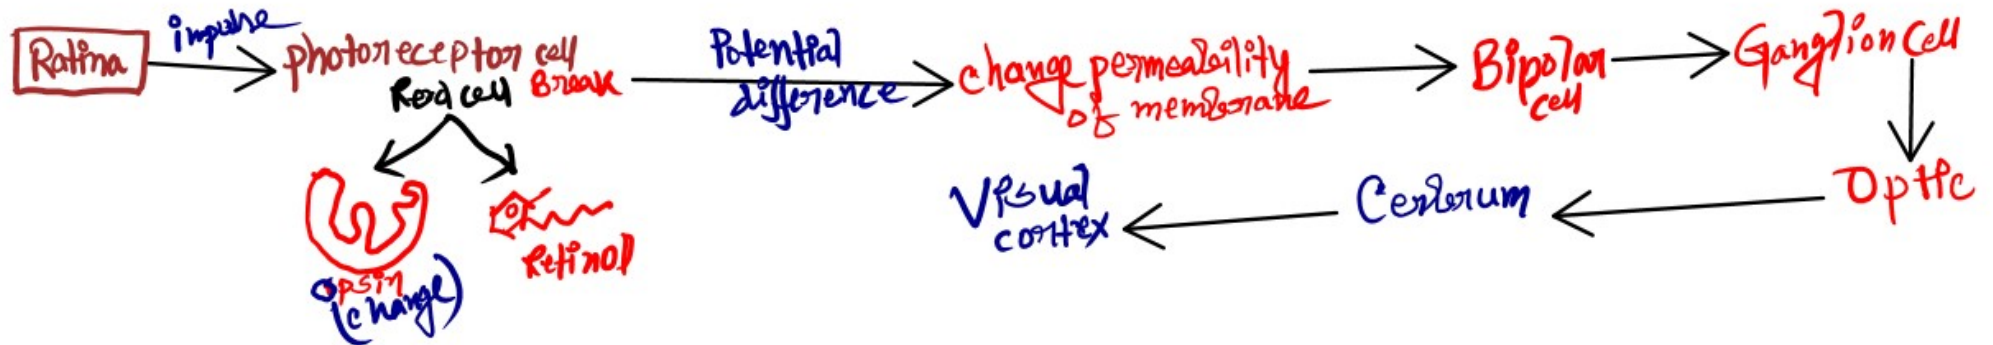 Ratina
impulse
photoreceptor cell
Rod cell Break
Opsin
(change)
Retinol
Potential
difference
change permeability
of membrane
Bipolar
cell
Ganglion Cell
Optic
Cerebrum
Visual
cortex